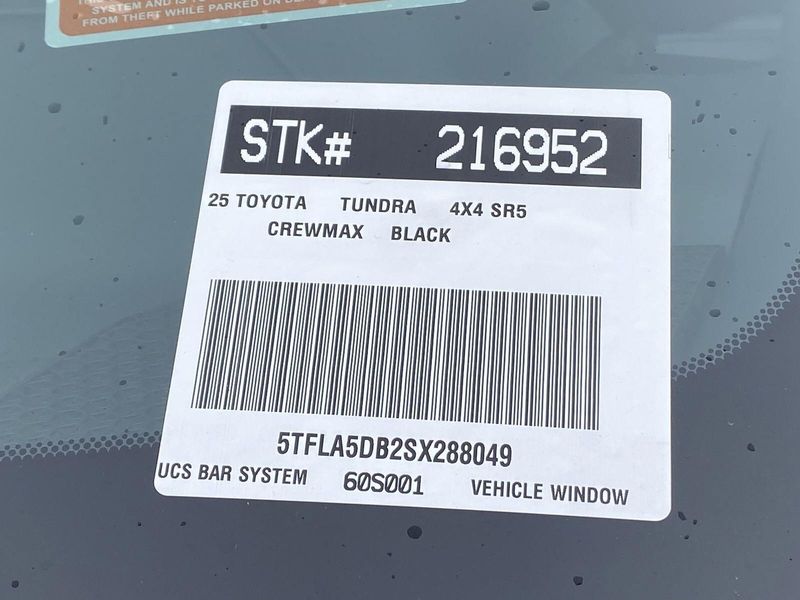 SYSTEM AND IS
FROM THEFT WHILE PARKED ON
STK# 216952
25 TOYOTA TUNDRA 4X4 SR5
CREWMAX BLACK
5TFLA5DB2SX288049
UCS BAR SYSTEM 60S001 VEHICLE WINDOW